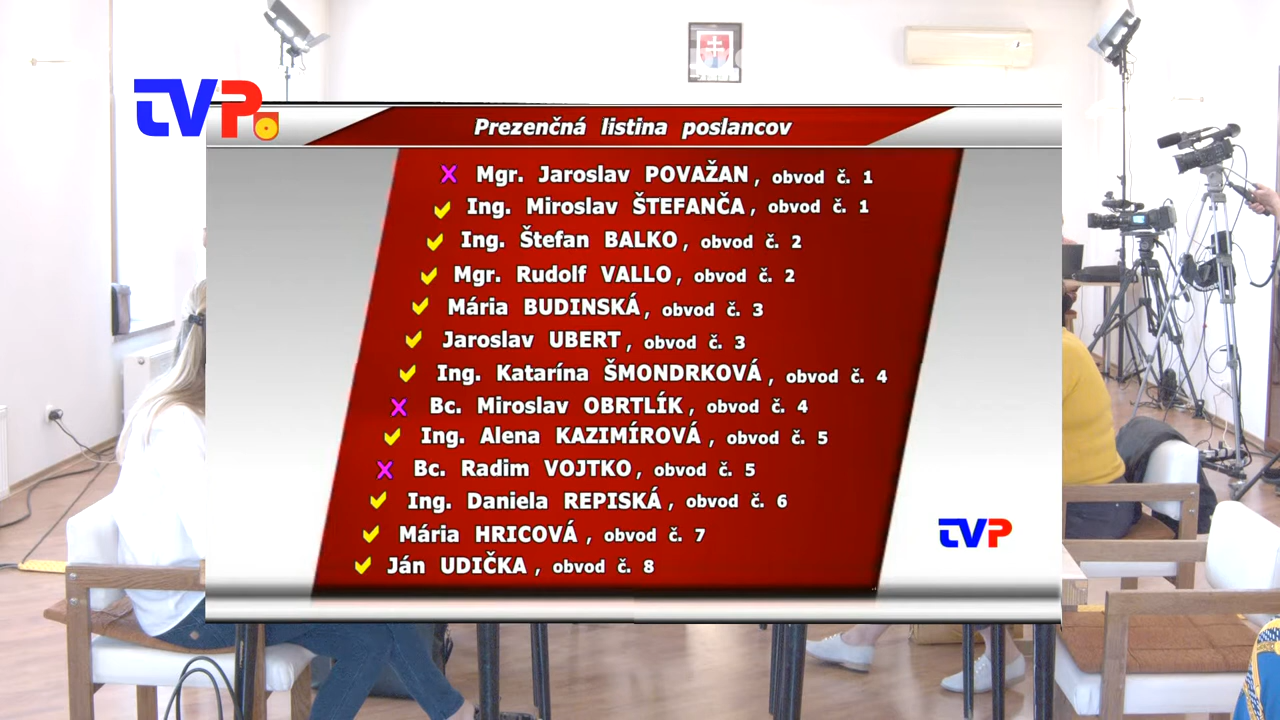 TVP
Prezenčná listina poslancov
X Mgr. Jaroslav POVAŽAN, obvod č. 1
✓ Ing. Miroslav ŠTEFANČA, obvod č. 1
✓ Ing. Štefan BALKO, obvod č. 2
✓ Mgr. Rudolf VALLO, obvod č. 2
✓ Mária BUDINSKÁ, obvod č. 3
✓ Jaroslav UBERT, obvod č. 3
✓ Ing. Katarína ŠMONDRKOVÁ, obvod č. 4
X Bc. Miroslav OBRTLÍK, obvod č. 4
✓ Ing. Alena KAZIMÍROVÁ, obvod č. 5
X Bc. Radim VOJTKO, obvod č. 5
✓ Ing. Daniela REPISKÁ, obvod č. 6
✓ Mária HRICOVÁ, obvod č. 7
✓ Ján UDIČKA, obvod č. 8
TVP